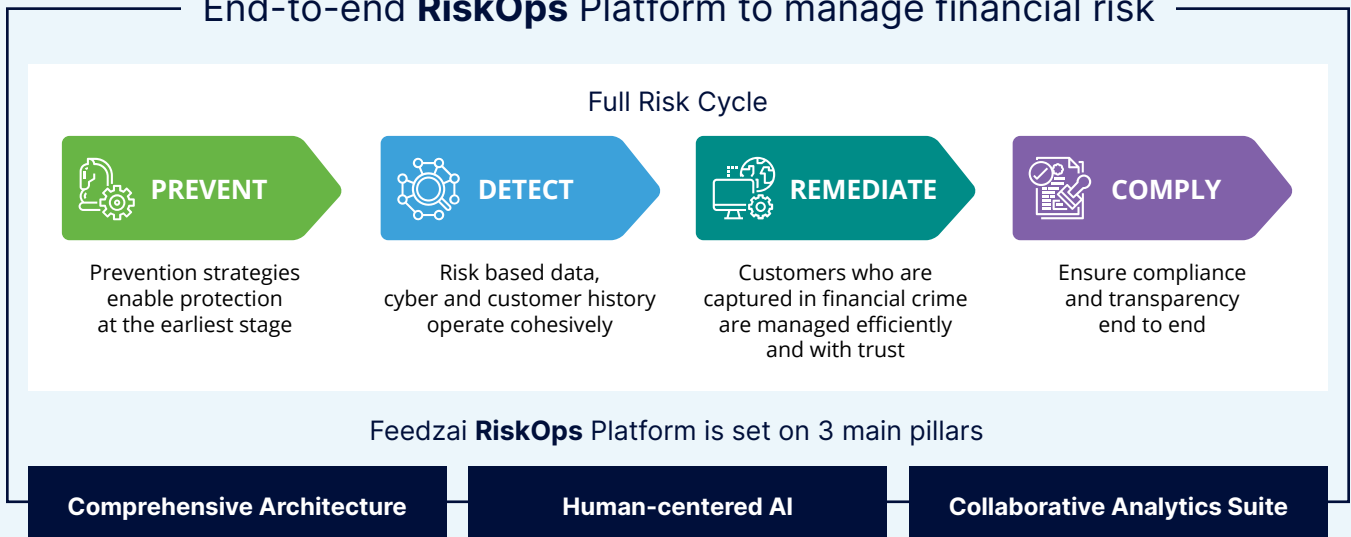 End-to-end RiskOps Platform to manage financial risk
Full Risk Cycle
PREVENT
DETECT
REMEDIATE
COMPLY
Prevention strategies
enable protection
at the earliest stage
Risk based data,
cyber and customer history
operate cohesively
Customers who are
captured in financial crime
are managed efficiently
and with trust
Ensure compliance
and transparency
end to end
Feedzai RiskOps Platform is set on 3 main pillars
Comprehensive Architecture
Human-centered AI
Collaborative Analytics Suite